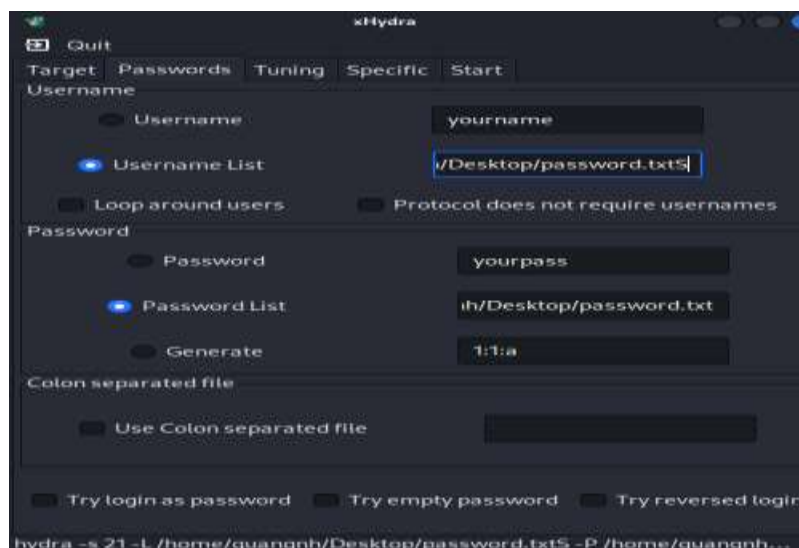 xHydra
Quit
Target Passwords Tuning Specific Start
Username
Username yourname
Username List /Desktop/password.txtS
Loop around users Protocol does not require usernames
Password
Password yourpass
Password List ıh/Desktop/password.txt
Generate 1:1:a
Colon separated file
Use Colon separated file
Try login as password Try empty password Try reversed login
hydra -s 21 -L /home/quangnh/Desktop/password.txtS -P /home/quangnh...